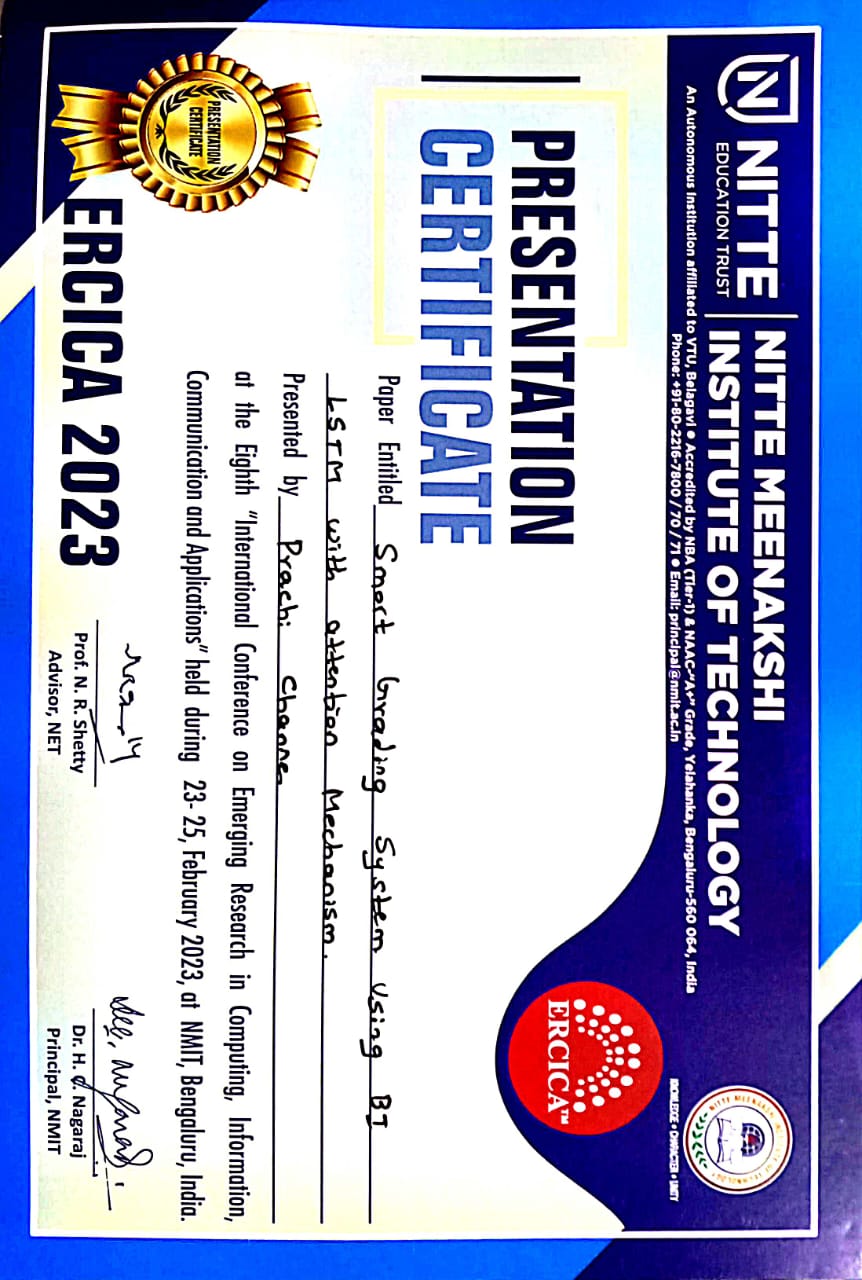 NITTE
EDUCATION TRUST
NITTE MEENAKSHI
INSTITUTE OF TECHNOLOGY
An Autonomous Institution affiliated to VTU, Belagavi ● Accredited by NBA (Tier-1) & NAAC-“A+” Grade, Yelahanka, Bengaluru-560 064, India
Phone: +91-80-2216-7800 / 70 / 71 ● Email: principal@nmit.ac.in
NITTE MEENAKSHI INSTITUTE OF TECHNOLOGY
KNOWLEDGE • CHARACTER • UNITY
ERCICA™
PRESENTATION
CERTIFICATE
Paper Entitled Smart Grading System Using BI
LSTM with attention Mechanism.
Presented by Prachi Channe
at the Eighth “International Conference on Emerging Research in Computing, Information,
Communication and Applications” held during 23- 25, February 2023, at NMIT, Bengaluru, India.
PRESENTATION
CERTIFICATE
ERCICA 2023
Prof. N. R. Shetty
Advisor, NET
Dr. H. C. Nagaraj
Principal, NMIT